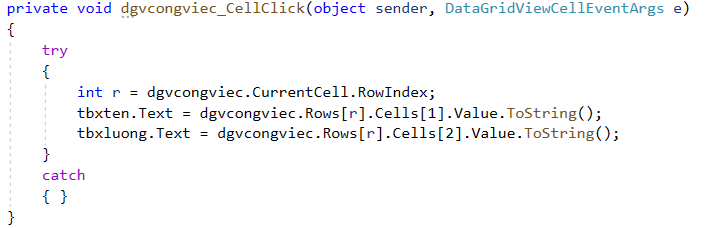 private void dgvcongviec_CellClick(object sender, DataGridViewCellEventArgs e)
{
try
{
int r = dgvcongviec.CurrentCell.RowIndex;
tbxten.Text = dgvcongviec.Rows[r].Cells[1].Value.ToString();
tbxluong.Text = dgvcongviec.Rows[r].Cells[2].Value.ToString();
}
catch
{ }
}